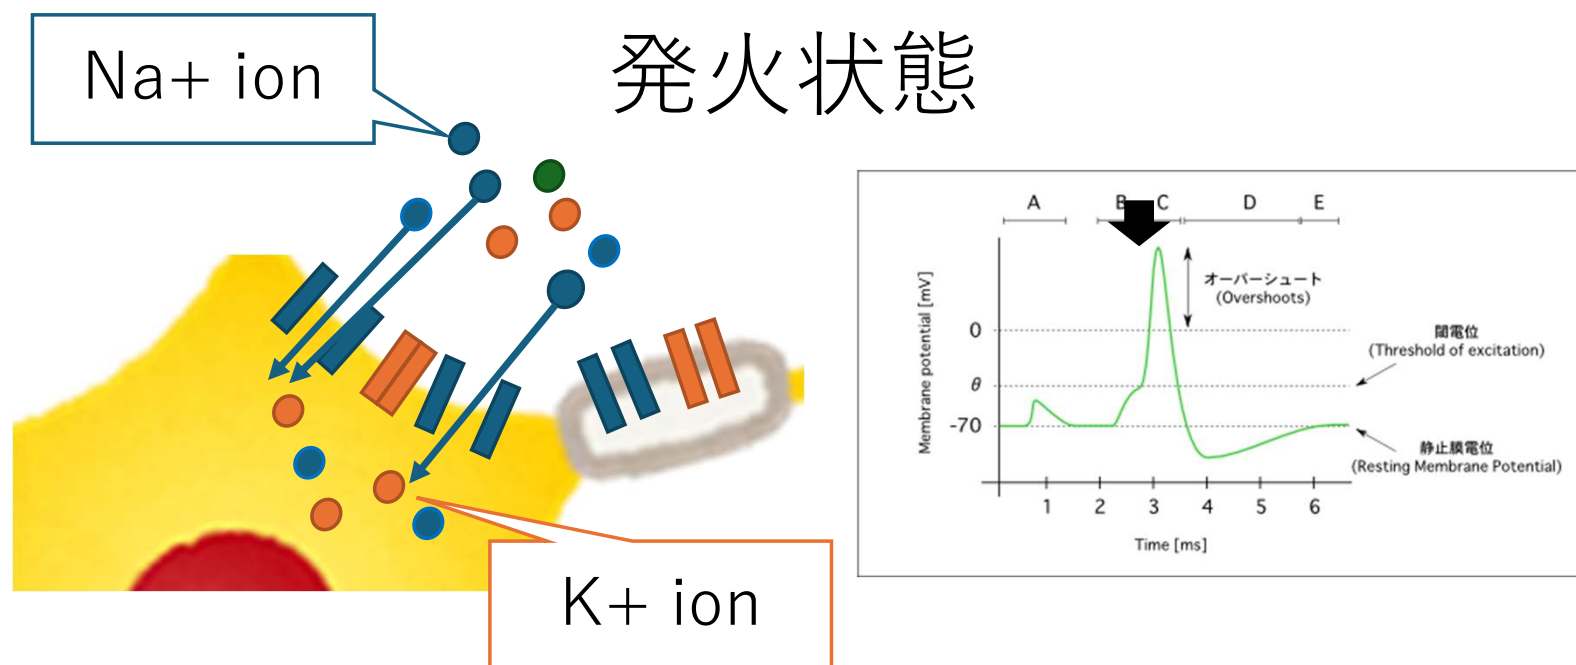 発火状態
Na+ ion
K+ ion
A
B
C
D
E
オーバーシュート
(Overshoots)
閾電位
(Threshold of excitation)
静止膜電位
(Resting Membrane Potential)
Membrane potential [mV]
0
θ
-70
1 2 3 4 5 6
Time [ms]